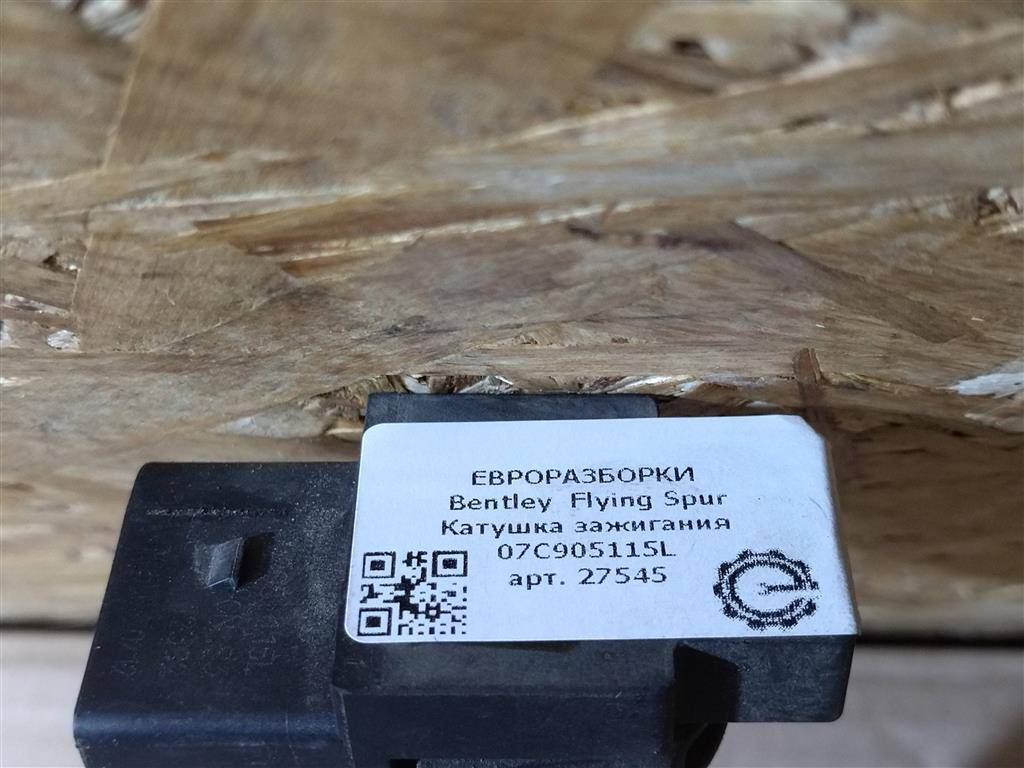 ЕВРОРАЗБОРКИ
Bentley Flying Spur
Катушка зажигания
07C905115L
арт. 27545